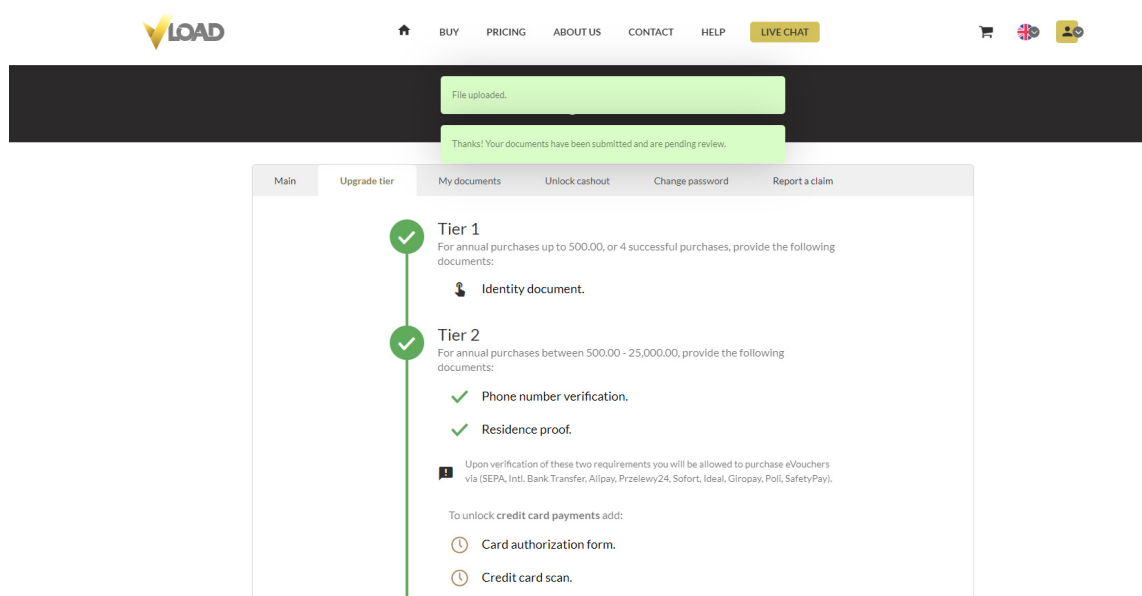 VLOAD
BUY PRICING ABOUT US CONTACT HELP LIVE CHAT
File uploaded.
Thanks! Your documents have been submitted and are pending review.
Main Upgrade tier My documents Unlock cashout Change password Report a claim
Tier 1
For annual purchases up to 500.00, or 4 successful purchases, provide the following
documents:
Identity document.
Tier 2
For annual purchases between 500.00 - 25,000.00, provide the following
documents:
Phone number verification.
Residence proof.
Upon verification of these two requirements you will be allowed to purchase eVouchers
via (SEPA, Intl. Bank Transfer, Alipay, Przelewy24, Sofort, Ideal, Giropay, Poli, SafetyPay).
To unlock credit card payments add:
Card authorization form.
Credit card scan.